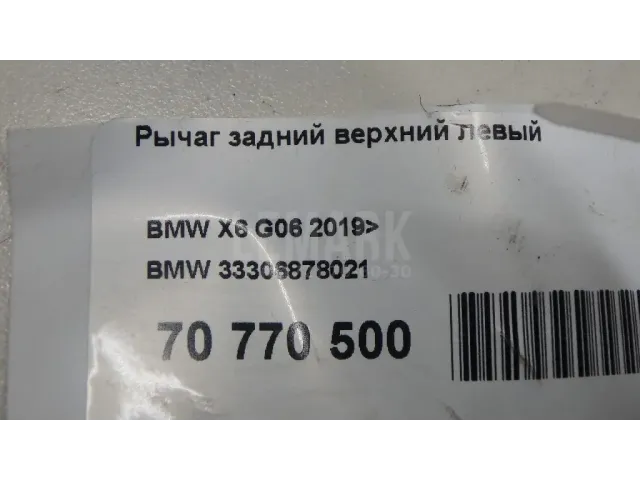 Рычаг задний верхний левый
BMW X6 G06 2019>
BMW 33306878021
70 770 500